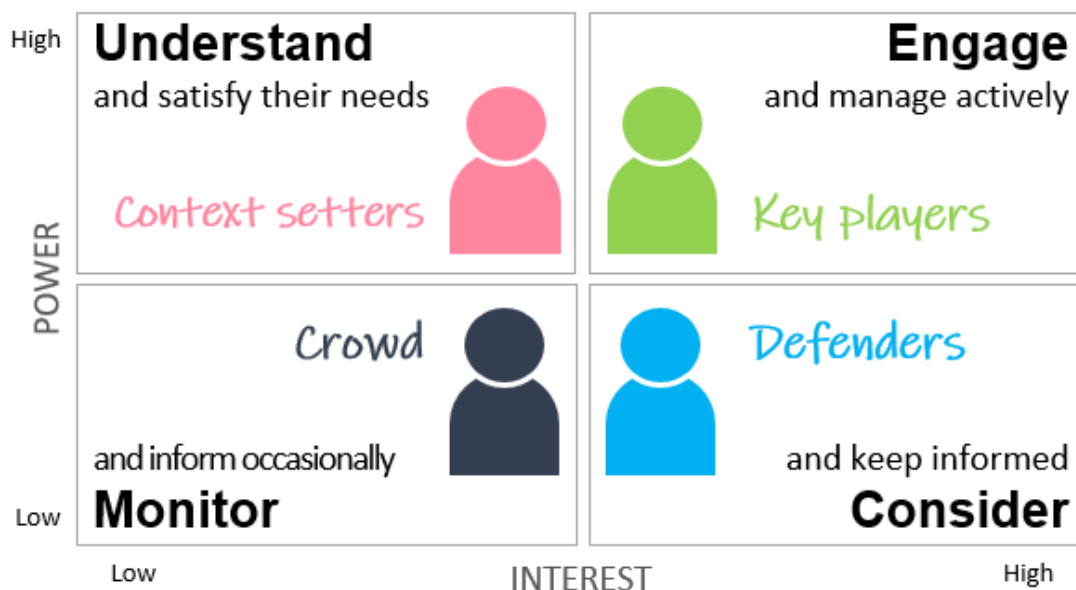 High
Understand
and satisfy their needs
Context setters
Engage
and manage actively
Key players
POWER
Crowd
and inform occasionally
Monitor
Defenders
and keep informed
Consider
Low
Low
INTEREST
High